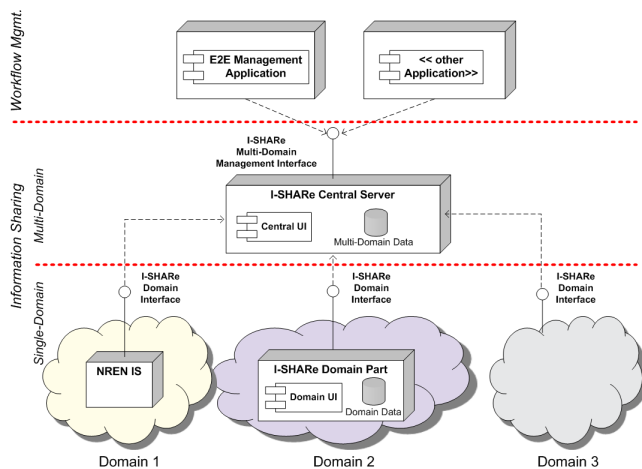 Workflow Mgmt.
E2E Management
Application
<< other
Application>>
I-SHARe
Multi-Domain
Management Interface
Information Sharing
Multi-Domain
I-SHARe Central Server
Central UI
Multi-Domain Data
I-SHARe
Domain
Interface
I-SHARe
Domain
Interface
I-SHARe
Domain
Interface
Single-Domain
NREN IS
I-SHARe Domain Part
Domain UI
Domain Data
Domain 1
Domain 2
Domain 3